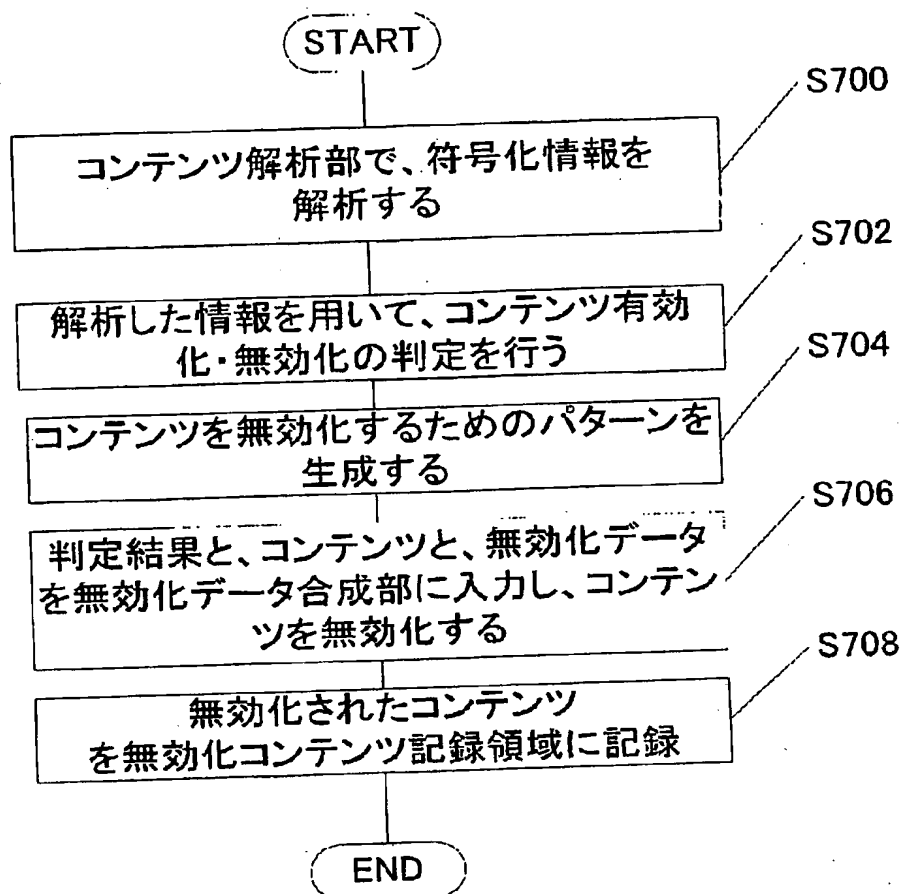 START
S700
コンテンツ解析部で、符号化情報を
解析する
S702
解析した情報を用いて、コンテンツ有効
化・無効化の判定を行う
S704
コンテンツを無効化するためのパターンを
生成する
S706
判定結果と、コンテンツと、無効化データ
を無効化データ合成部に入力し、コンテン
ツを無効化する
S708
無効化されたコンテンツ
を無効化コンテンツ記録領域に記録
END